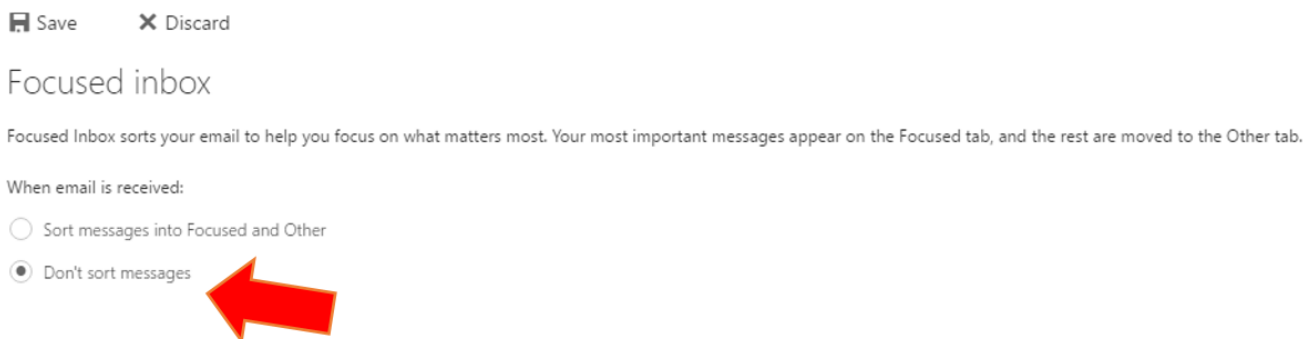 Save Discard
Focused inbox
Focused Inbox sorts your email to help you focus on what matters most. Your most important messages appear on the Focused tab, and the rest are moved to the Other tab.
When email is received:
Sort messages into Focused and Other
Don't sort messages